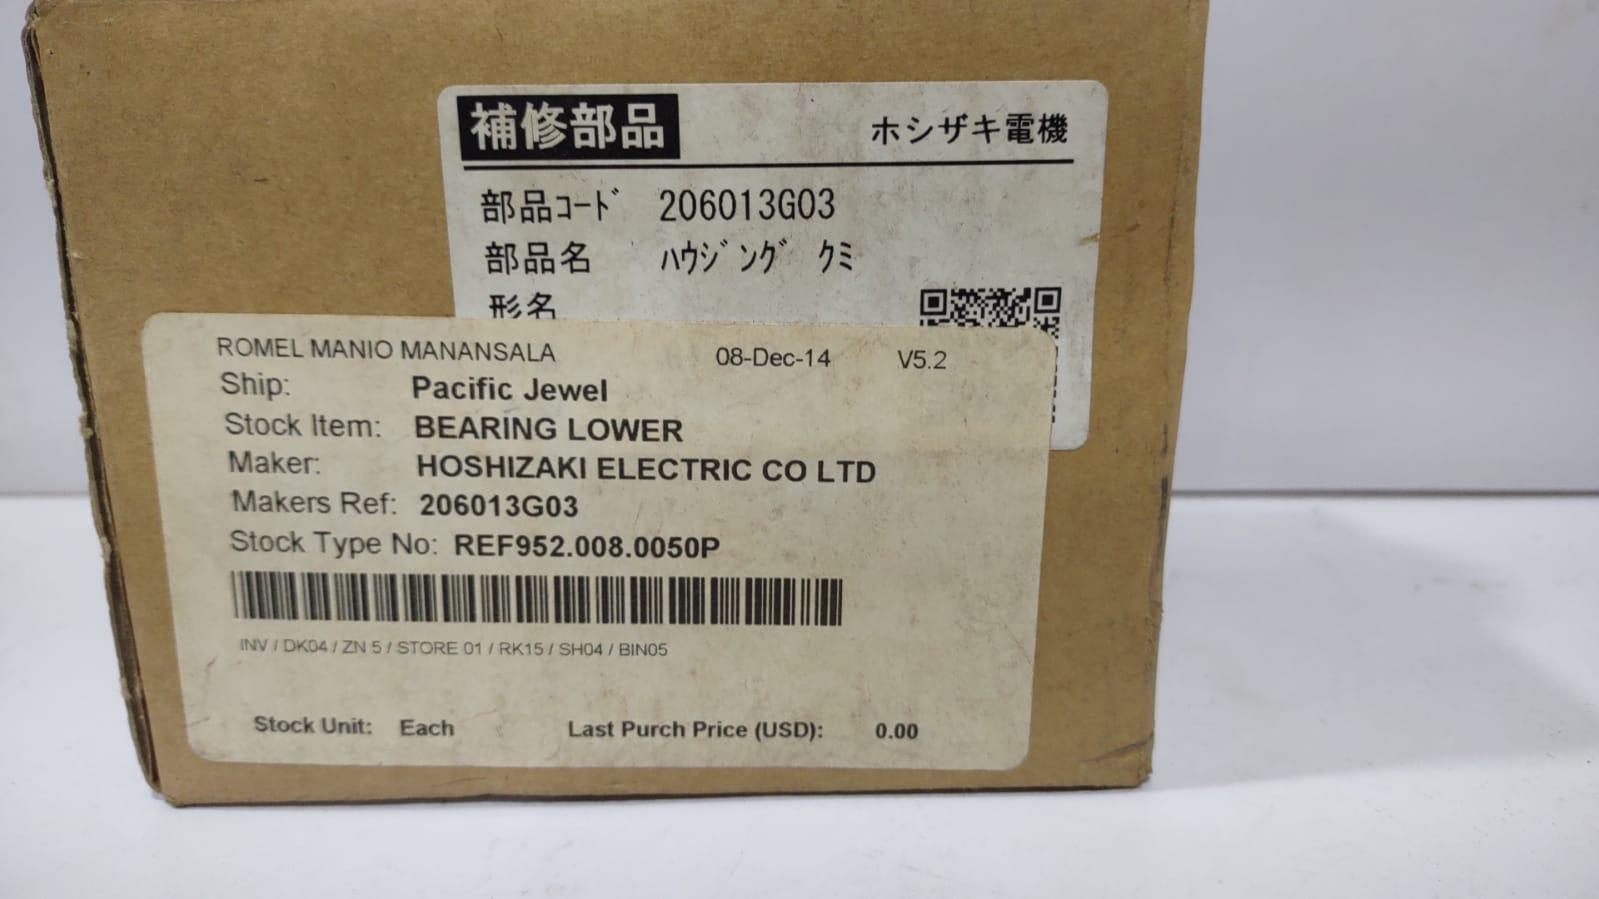 補修部品 ホシザキ電機
部品コード 206013G03
部品名 ハウジング クミ
形名
ROMEL MANIO MANANSALA 08-Dec-14 V5.2
Ship: Pacific Jewel
Stock Item: BEARING LOWER
Maker: HOSHIZAKI ELECTRIC CO LTD
Makers Ref: 206013G03
Stock Type No: REF952.008.0050P
INV / DK04 / ZN 5 / STORE 01 / RK15 / SH04 / BIN05
Stock Unit: Each Last Purch Price (USD): 0.00